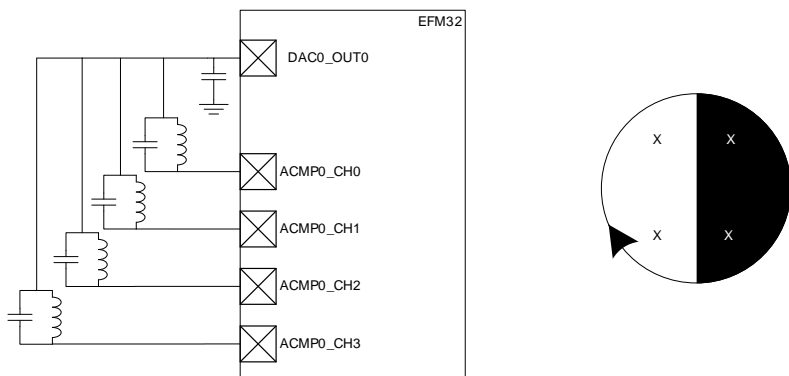 EFM32
DAC0_OUT0
ACMP0_CH0
ACMP0_CH1
ACMP0_CH2
ACMP0_CH3
X X
X X